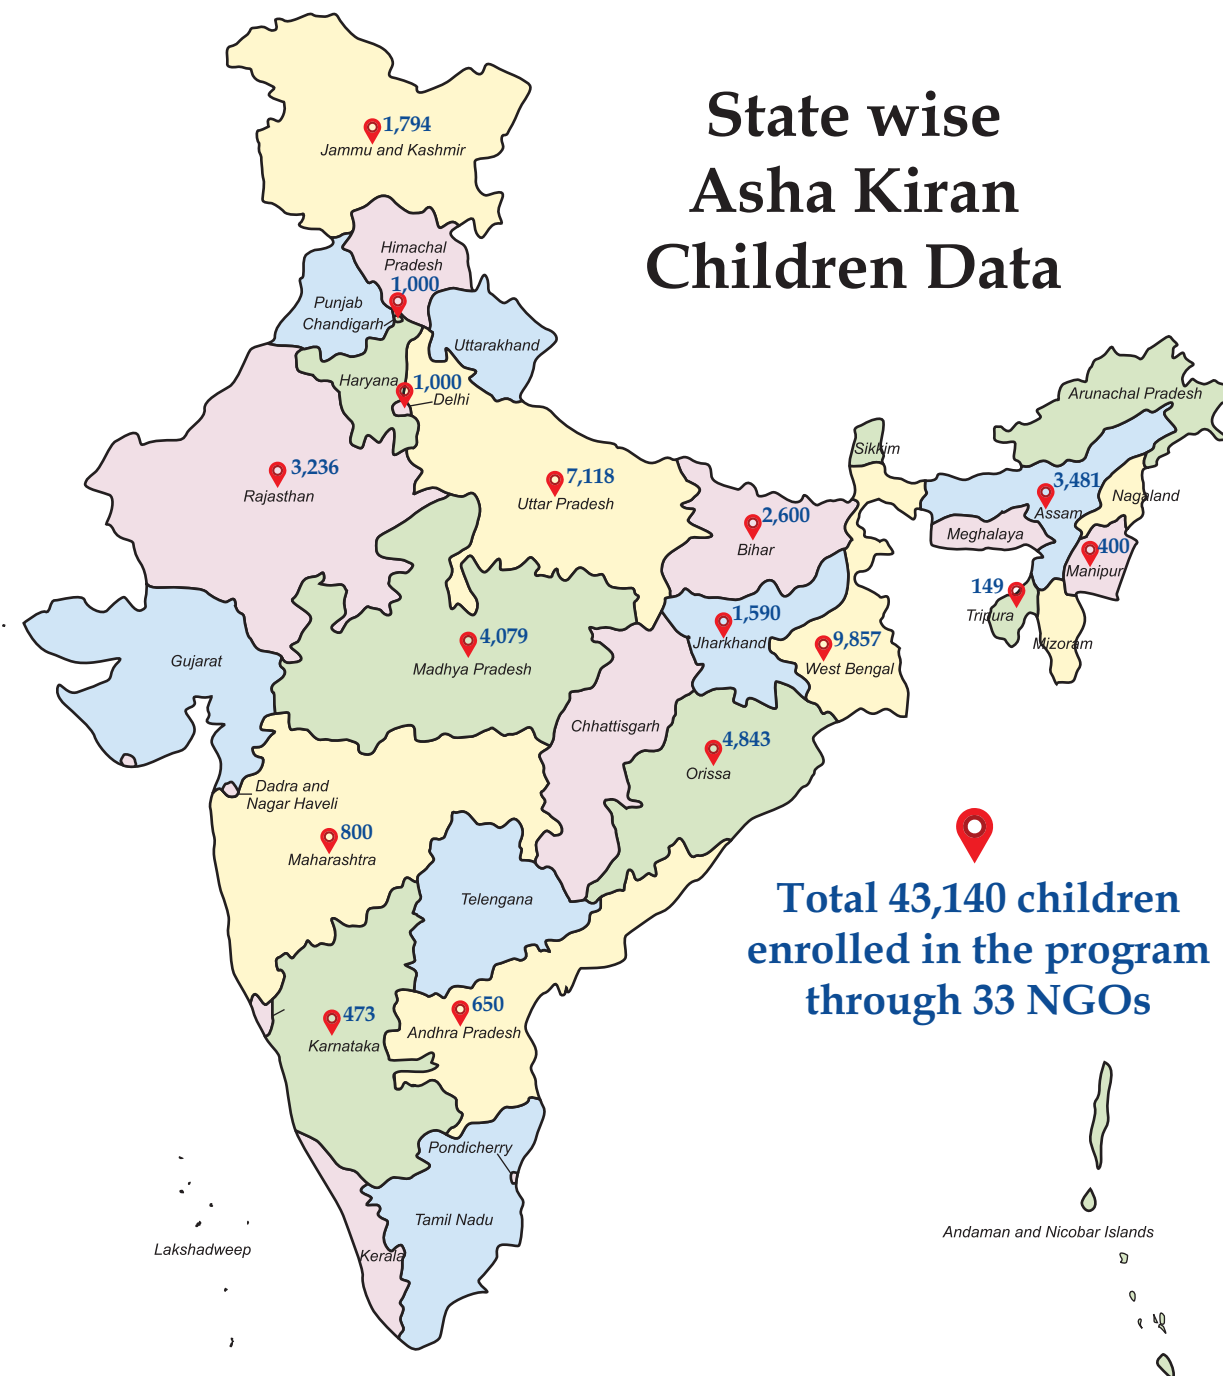 State wise
Asha Kiran
Children Data
1,794
Jammu and Kashmir
Himachal
Pradesh
1,000
Punjab
Chandigarh
Uttarakhand
Haryana
1,000
Delhi
Arunachal Pradesh
Sikkim
3,236
Rajasthan
7,118
Uttar Pradesh
2,600
Bihar
3,481
Assam
Nagaland
Meghalaya
400
Manipur
149
Tripura
Mizoram
1,590
Jharkhand
9,857
West Bengal
Gujarat
4,079
Madhya Pradesh
Chhattisgarh
4,843
Orissa
Dadra and
Nagar Haveli
800
Maharashtra
Telengana
Total 43,140 children
enrolled in the program
through 33 NGOs
473
Karnataka
650
Andhra Pradesh
Pondicherry
Tamil Nadu
Kerala
Lakshadweep
Andaman and Nicobar Islands